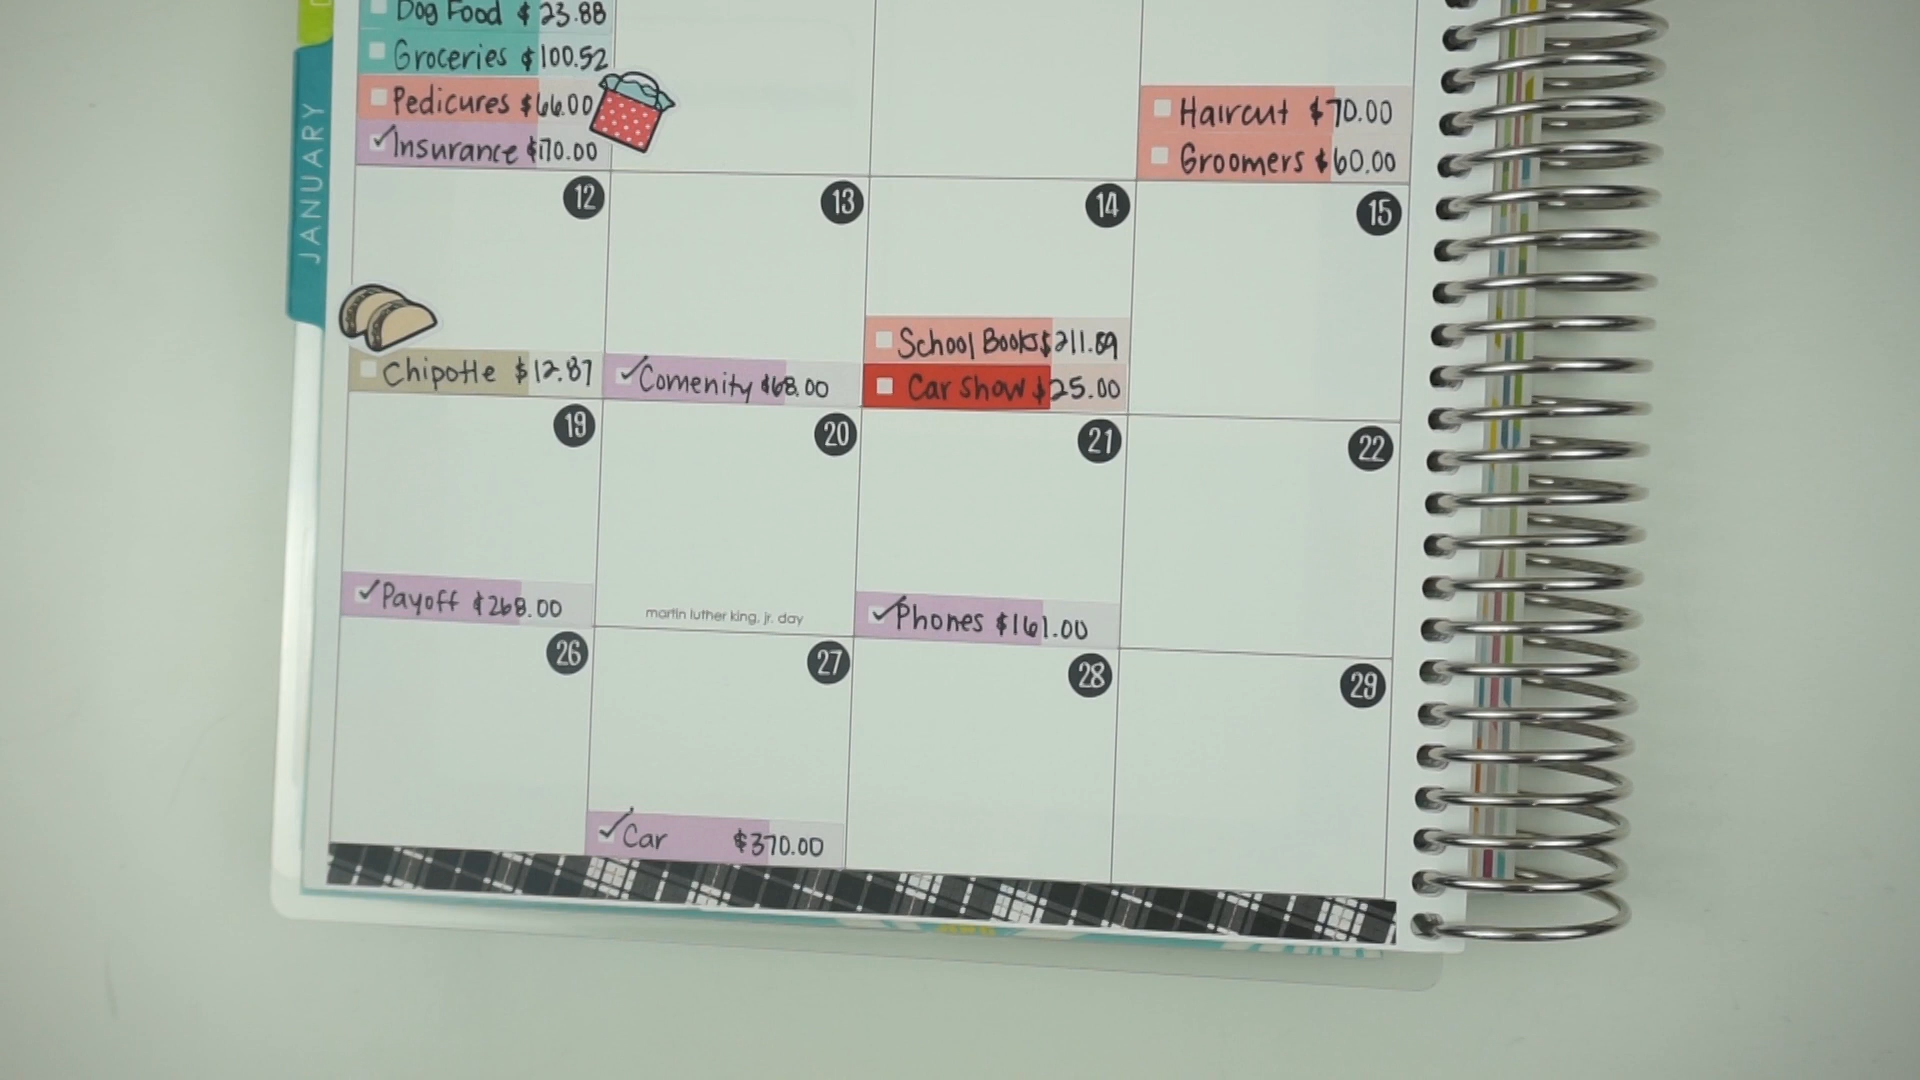 JANUARY
Dog Food $23.88
Groceries $100.52
Pedicures $66.00
Insurance $170.00
Haircut $70.00
Groomers $60.00
12
13
14
15
Chipotle $12.87
Comenity $68.00
School Books $211.89
Car Show $25.00
19
20
21
22
Payoff $268.00
martin luther king, jr. day
Phones $161.00
26
27
28
29
Car $370.00